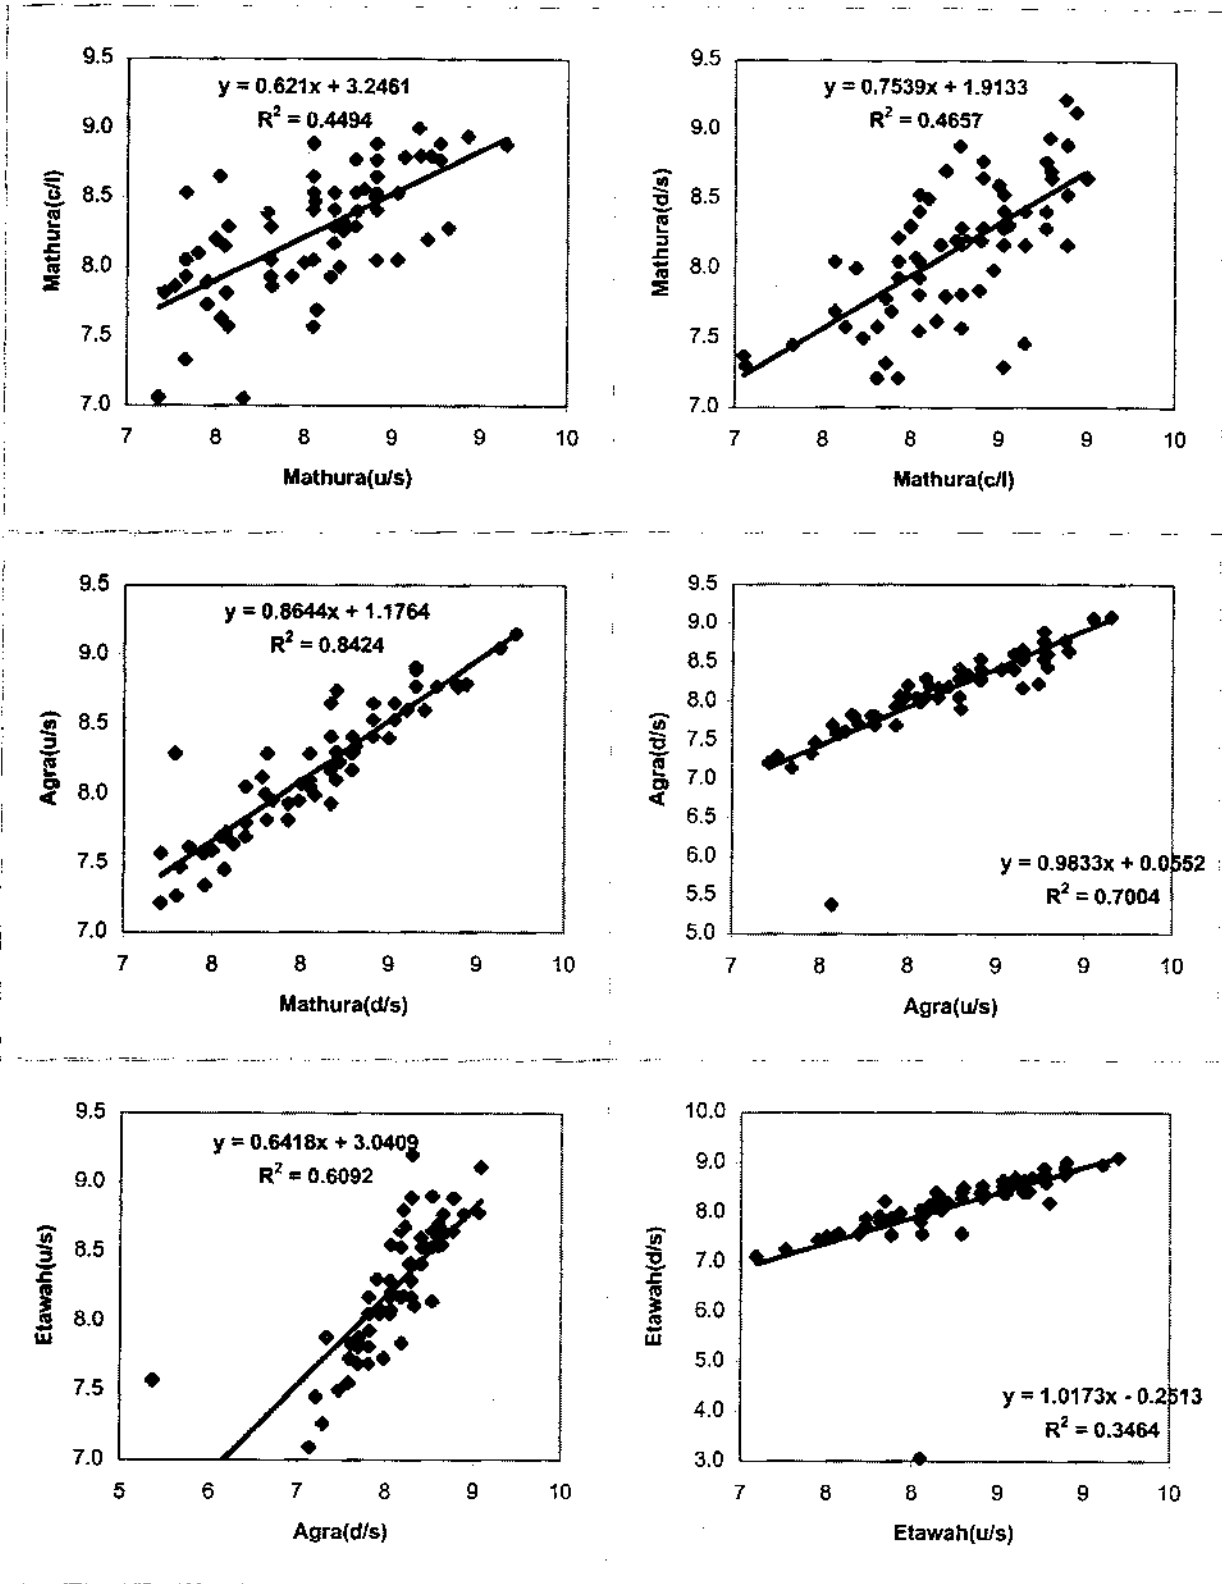 9.5
y = 0.621x + 3.2461
R² = 0.4494
9.0
8.5
8.0
7.5
7.0
Mathura(c/l)
7 8 8 9 9 10
Mathura(u/s)
9.5
y = 0.7539x + 1.9133
R² = 0.4657
9.0
8.5
8.0
7.5
7.0
Mathura(d/s)
7 8 8 9 9 10
Mathura(c/l)
9.5
y = 0.8644x + 1.1764
R² = 0.8424
9.0
8.5
8.0
7.5
7.0
Agra(u/s)
7 8 8 9 9 10
Mathura(d/s)
9.5
9.0
8.5
8.0
7.5
7.0
6.5
6.0
5.5
5.0
y = 0.9833x + 0.0552
R² = 0.7004
Agra(d/s)
7 8 8 9 9 10
Agra(u/s)
9.5
y = 0.6418x + 3.0409
R² = 0.6092
9.0
8.5
8.0
7.5
7.0
Etawah(u/s)
5 6 7 8 9 10
Agra(d/s)
10.0
9.0
8.0
7.0
6.0
5.0
4.0
3.0
y = 1.0173x - 0.2513
R² = 0.3464
Etawah(d/s)
7 8 8 9 9 10
Etawah(u/s)